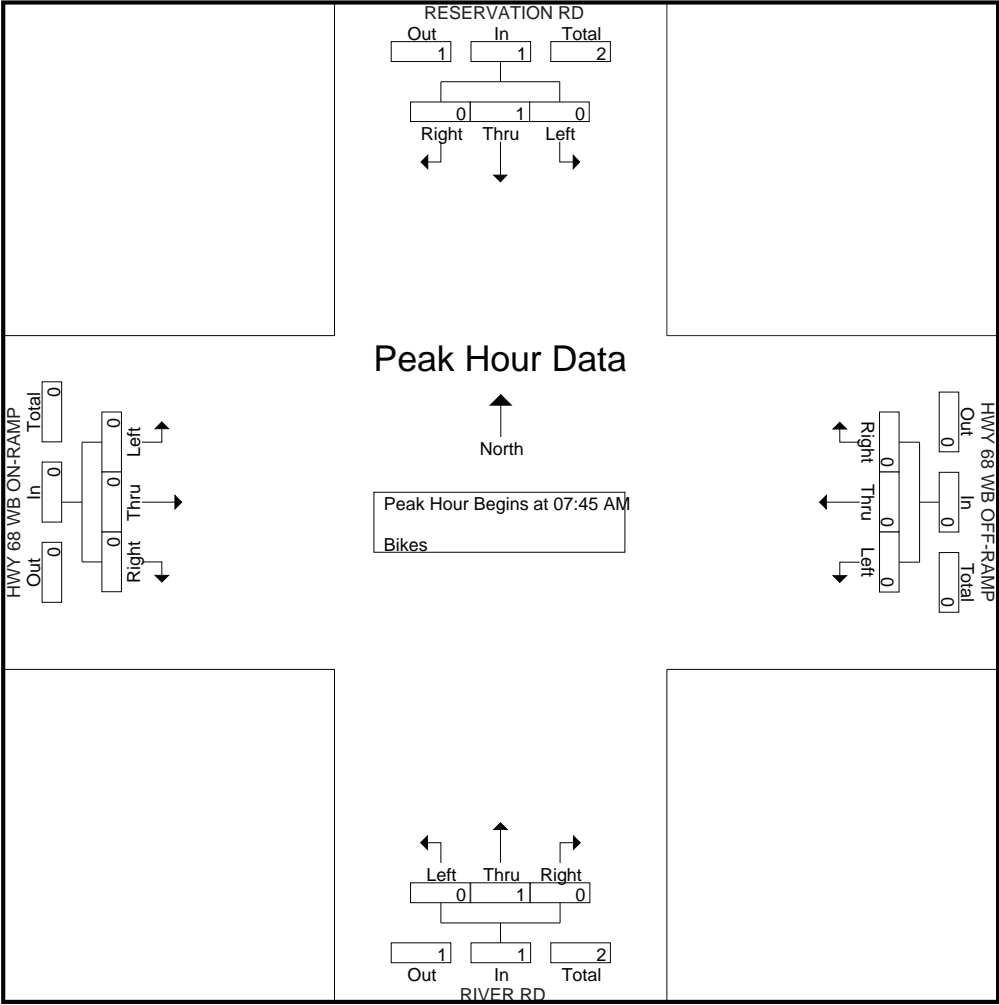 RESERVATION RD
Out In Total
1 1 2
0 1 0
Right Thru Left
Peak Hour Data
North
Peak Hour Begins at 07:45 AM
Bikes
HWY 68 WB ON-RAMP
Out In Total
0 0 0
Right Thru Left
0 0 0
HWY 68 WB OFF-RAMP
Out In Total
0 0 0
Right Thru Left
0 0 0
Left Thru Right
0 1 0
1 1 2
Out In Total
RIVER RD